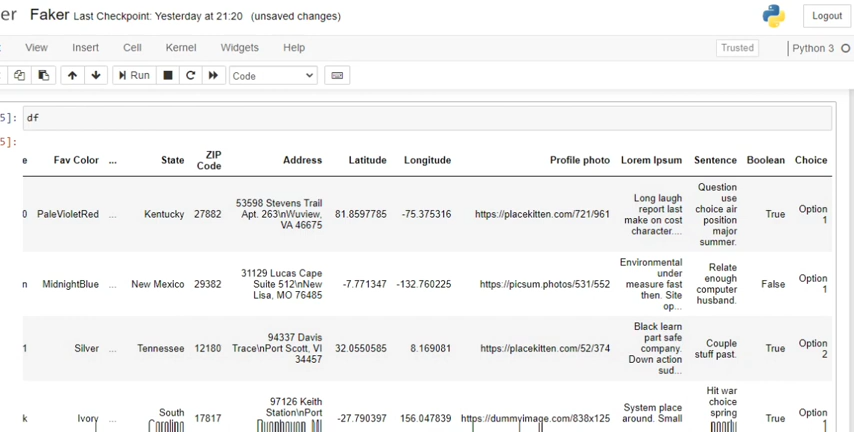 er Faker Last Checkpoint: Yesterday at 21:20 (unsaved changes)
Logout
View Insert Cell Kernel Widgets Help
Trusted Python 3
Run Code
5]: df
5]:
e Fav Color ... State ZIP Code Address Latitude Longitude Profile photo Lorem Ipsum Sentence Boolean Choice
0 PaleVioletRed ... Kentucky 27882 53598 Stevens Trail Apt. 263\nWuview, VA 46675 81.8597785 -75.375316 https://placekitten.com/721/961 Long laugh report last make on cost character.... Question use choice air position major summer. True Option 1
n MidnightBlue ... New Mexico 29382 31129 Lucas Cape Suite 512\nNew Lisa, MO 76485 -7.771347 -132.760225 https://picsum.photos/531/552 Environmental under measure fast then. Site op... Relate enough computer husband. False Option 1
1 Silver ... Tennessee 12180 94337 Davis Trace\nPort Scott, VI 34457 32.0550585 8.169081 https://placekitten.com/52/374 Black learn part safe company. Down action sud... Couple stuff past. True Option 2
k Ivory ... South Carolina 17817 97126 Keith Station\nPort -27.790397 156.047839 https://dummyimage.com/838x125 System place around. Small Hit war choice spring True Option 1